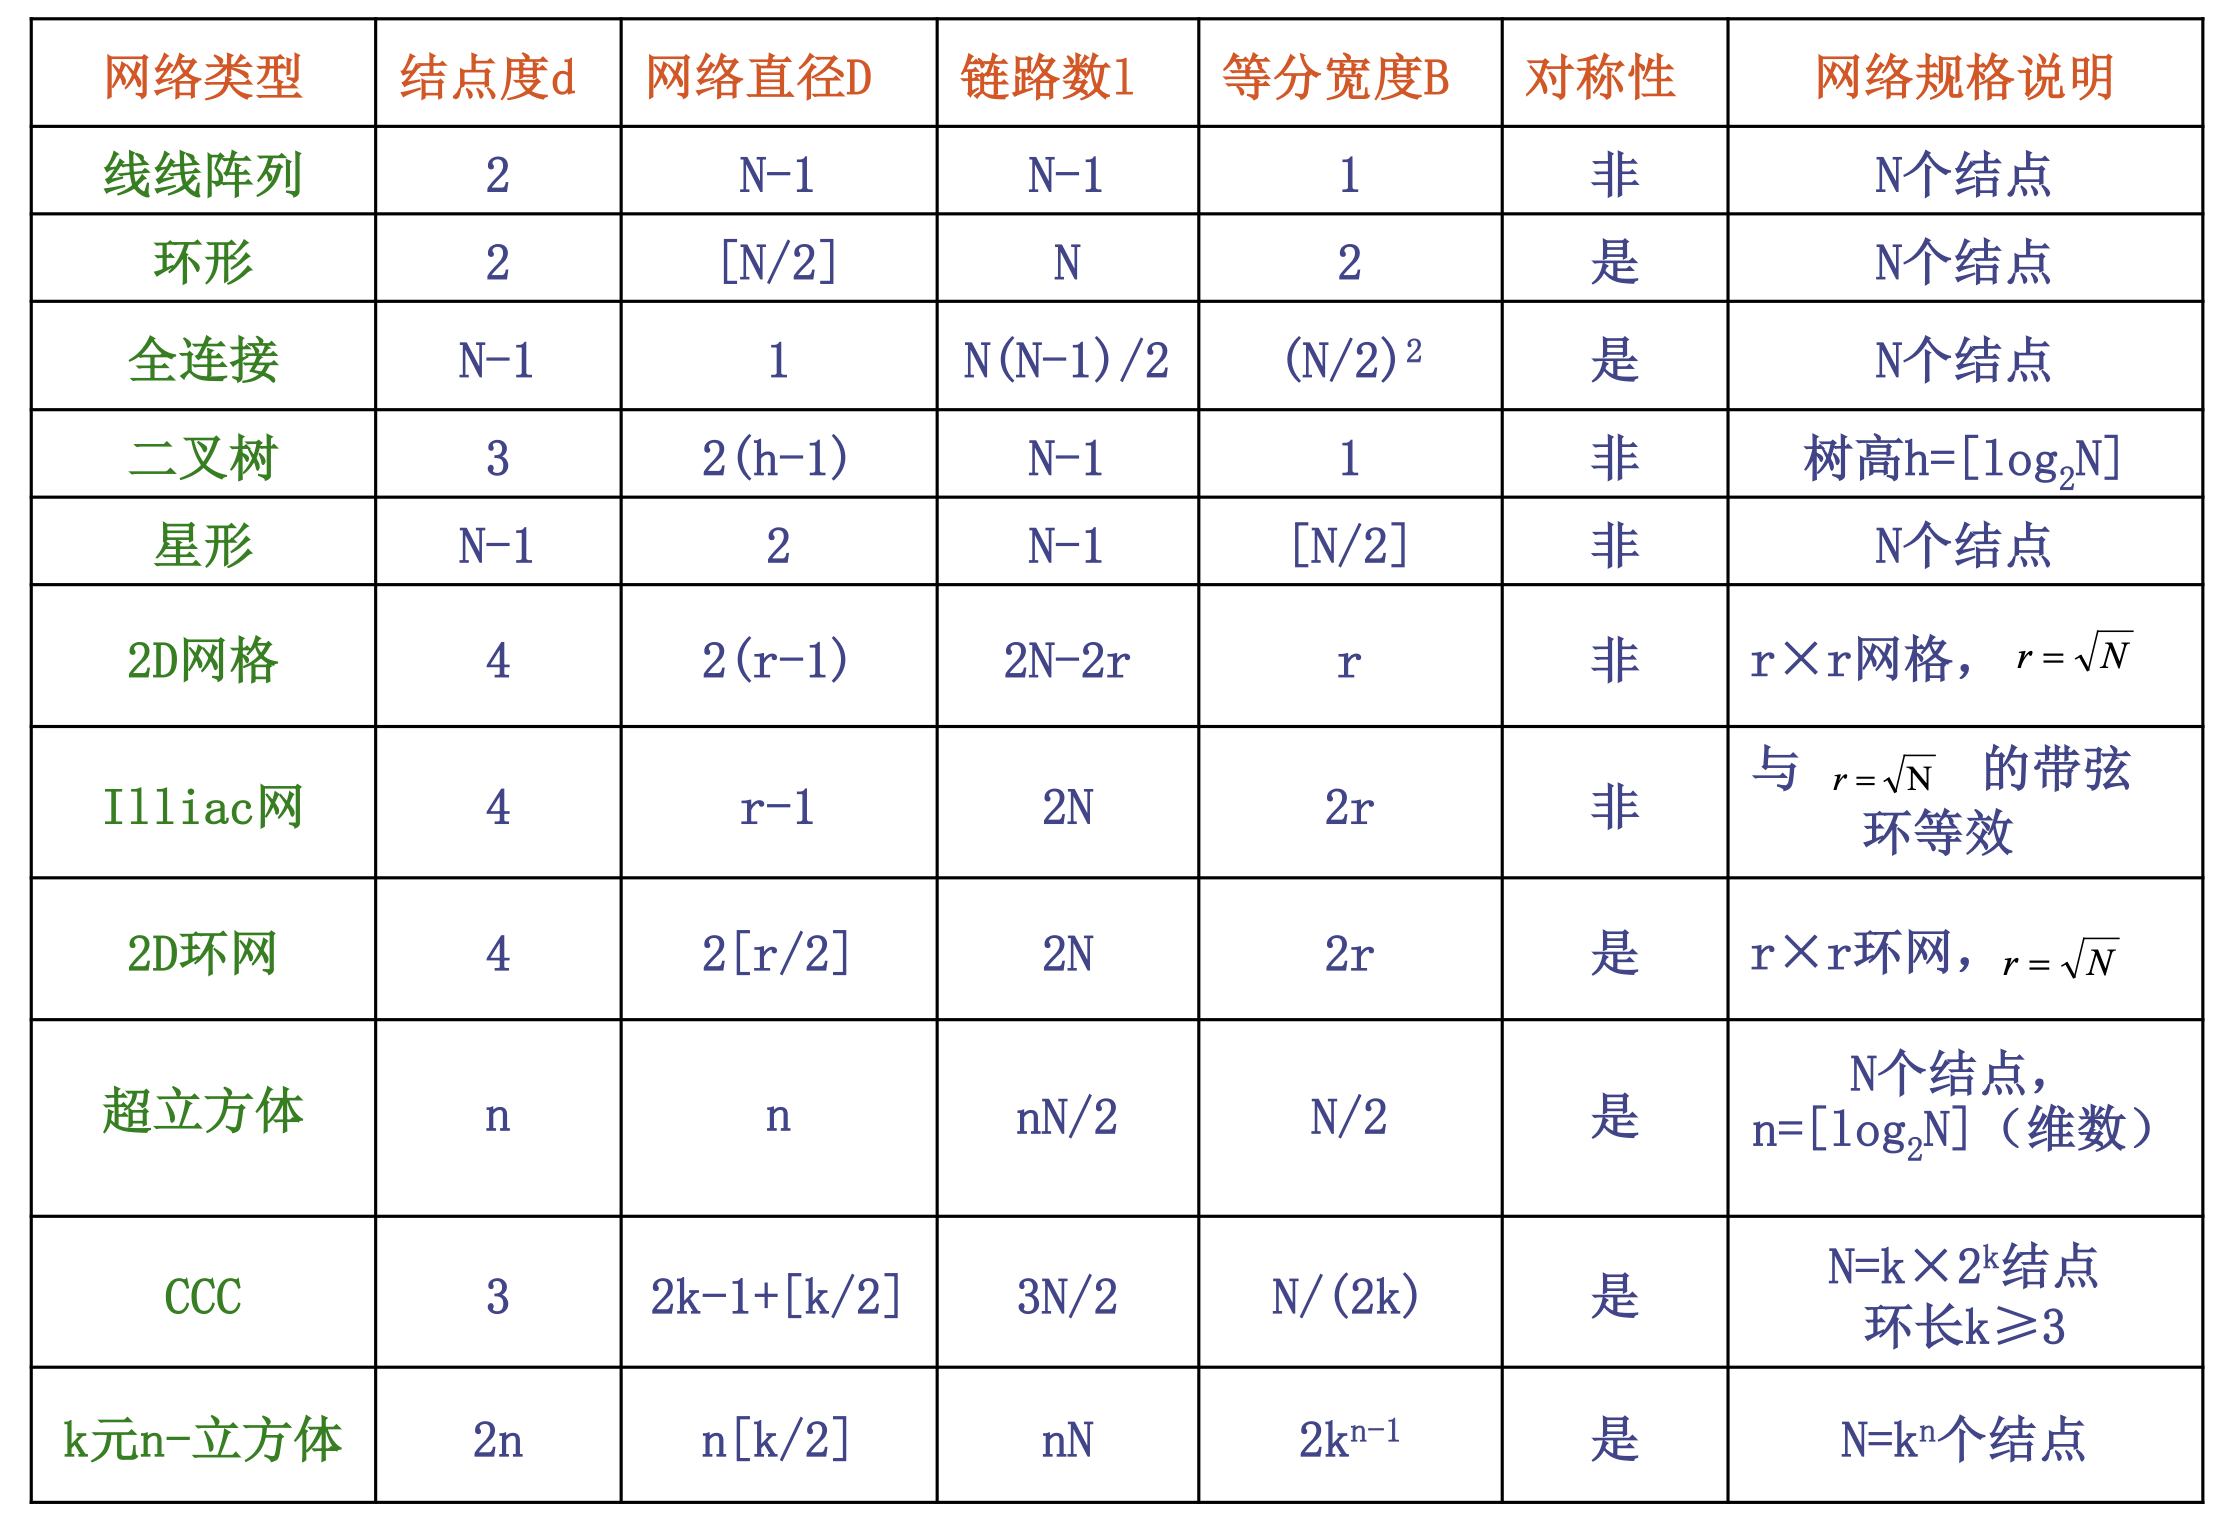 网络类型 结点度d 网络直径D 链路数l 等分宽度B 对称性 网络规格说明
线线阵列 2 N-1 N-1 1 非 N个结点
环形 2 [N/2] N 2 是 N个结点
全连接 N-1 1 N(N-1)/2 (N/2)² 是 N个结点
二叉树 3 2(h-1) N-1 1 非 树高h=[log₂N]
星形 N-1 2 N-1 [N/2] 非 N个结点
2D网格 4 2(r-1) 2N-2r r 非 r×r网格，r=√N
Illiac网 4 r-1 2N 2r 非 与 r=√N 的带弦
环等效
2D环网 4 2[r/2] 2N 2r 是 r×r环网，r=√N
超立方体 n n nN/2 N/2 是 N个结点，
n=[log₂N]（维数）
CCC 3 2k-1+[k/2] 3N/2 N/(2k) 是 N=k×2ᵏ结点
环长k≥3
k元n-立方体 2n n[k/2] nN 2kⁿ⁻¹ 是 N=kⁿ个结点